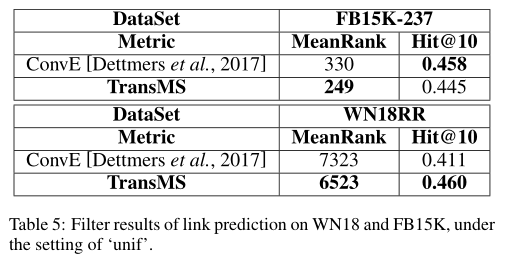 DataSet FB15K-237
Metric MeanRank Hit@10
ConvE [Dettmers et al., 2017] 330 0.458
TransMS 249 0.445
DataSet WN18RR
Metric MeanRank Hit@10
ConvE [Dettmers et al., 2017] 7323 0.411
TransMS 6523 0.460
Table 5: Filter results of link prediction on WN18 and FB15K, under
the setting of ‘unif’.